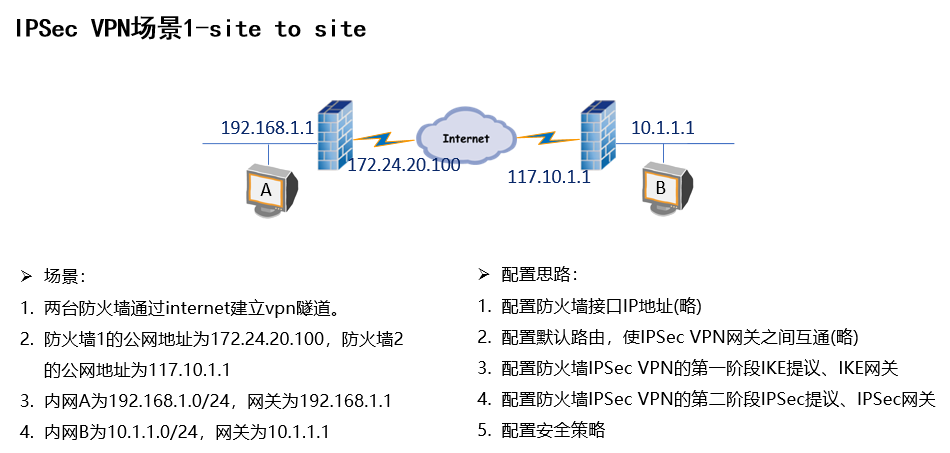 IPSec VPN场景1-site to site
192.168.1.1
10.1.1.1
Internet
172.24.20.100
117.10.1.1
A
B
➢ 场景：
1. 两台防火墙通过internet建立vpn隧道。
2. 防火墙1的公网地址为172.24.20.100，防火墙2
的公网地址为117.10.1.1
3. 内网A为192.168.1.0/24，网关为192.168.1.1
4. 内网B为10.1.1.0/24，网关为10.1.1.1
➢ 配置思路：
1. 配置防火墙接口IP地址(略)
2. 配置默认路由，使IPSec VPN网关之间互通(略)
3. 配置防火墙IPSec VPN的第一阶段IKE提议、IKE网关
4. 配置防火墙IPSec VPN的第二阶段IPSec提议、IPSec网关
5. 配置安全策略